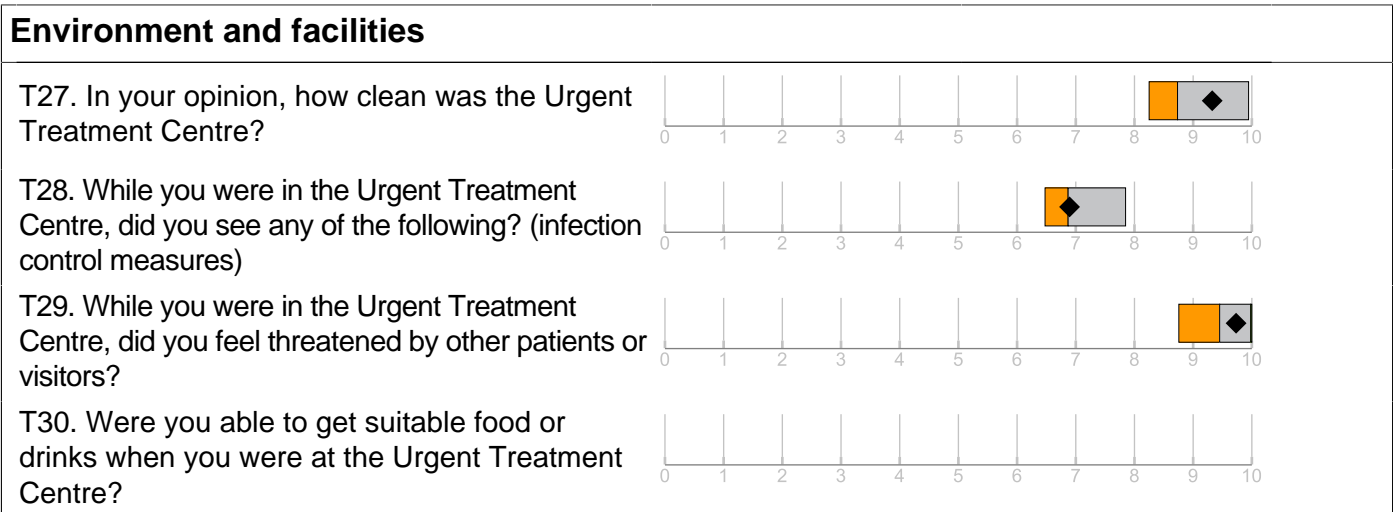 Environment and facilities
T27. In your opinion, how clean was the Urgent
Treatment Centre?
0 1 2 3 4 5 6 7 8 9 10
T28. While you were in the Urgent Treatment
Centre, did you see any of the following? (infection
control measures)
0 1 2 3 4 5 6 7 8 9 10
T29. While you were in the Urgent Treatment
Centre, did you feel threatened by other patients or
visitors?
0 1 2 3 4 5 6 7 8 9 10
T30. Were you able to get suitable food or
drinks when you were at the Urgent Treatment
Centre?
0 1 2 3 4 5 6 7 8 9 10